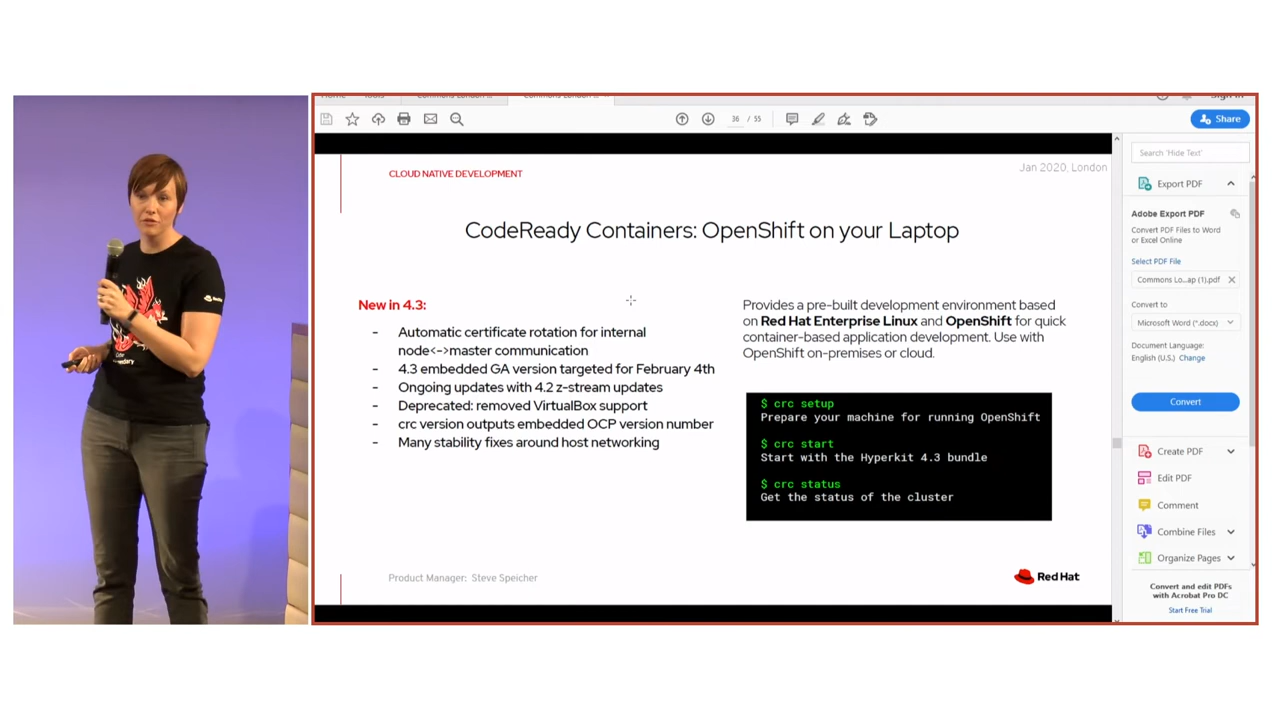 36 / 55
Share
Search 'Hide Text'
Export PDF
Adobe Export PDF
Convert PDF Files to Word
or Excel Online
Select PDF File
Commons Lo...ap (1).pdf
Convert to
Microsoft Word (*.docx)
Document Language:
English (U.S.) Change
Convert
Create PDF
Edit PDF
Comment
Combine Files
Organize Pages
Convert and edit PDFs
with Acrobat Pro DC
Start Free Trial
CLOUD NATIVE DEVELOPMENT
Jan 2020, London
CodeReady Containers: OpenShift on your Laptop
New in 4.3:
- Automatic certificate rotation for internal
node<->master communication
- 4.3 embedded GA version targeted for February 4th
- Ongoing updates with 4.2 z-stream updates
- Deprecated: removed VirtualBox support
- crc version outputs embedded OCP version number
- Many stability fixes around host networking
Provides a pre-built development environment based
on Red Hat Enterprise Linux and OpenShift for quick
container-based application development. Use with
OpenShift on-premises or cloud.
$ crc setup
Prepare your machine for running OpenShift
$ crc start
Start with the Hyperkit 4.3 bundle
$ crc status
Get the status of the cluster
Product Manager: Steve Speicher
Red Hat